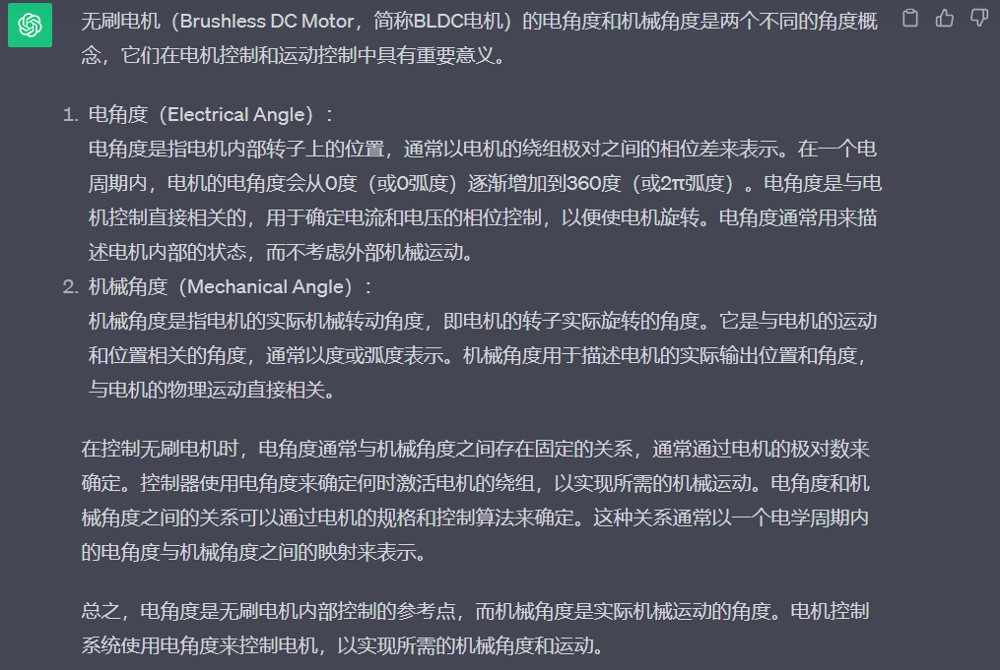 无刷电机（Brushless DC Motor，简称BLDC电机）的电角度和机械角度是两个不同的角度概
念，它们在电机控制和运动控制中具有重要意义。
1. 电角度（Electrical Angle）：
电角度是指电机内部转子上的位置，通常以电机的绕组极对之间的相位差来表示。在一个电
周期内，电机的电角度会从0度（或0弧度）逐渐增加到360度（或2π弧度）。电角度是与电
机控制直接相关的，用于确定电流和电压的相位控制，以便使电机旋转。电角度通常用来描
述电机内部的状态，而不考虑外部机械运动。
2. 机械角度（Mechanical Angle）：
机械角度是指电机的实际机械转动角度，即电机的转子实际旋转的角度。它是与电机的运动
和位置相关的角度，通常以度或弧度表示。机械角度用于描述电机的实际输出位置和角度，
与电机的物理运动直接相关。
在控制无刷电机时，电角度通常与机械角度之间存在固定的关系，通常通过电机的极对数来
确定。控制器使用电角度来确定何时激活电机的绕组，以实现所需的机械运动。电角度和机
械角度之间的关系可以通过电机的规格和控制算法来确定。这种关系通常以一个电学周期内
的电角度与机械角度之间的映射来表示。
总之，电角度是无刷电机内部控制的参考点，而机械角度是实际机械运动的角度。电机控制
系统使用电角度来控制电机，以实现所需的机械角度和运动。